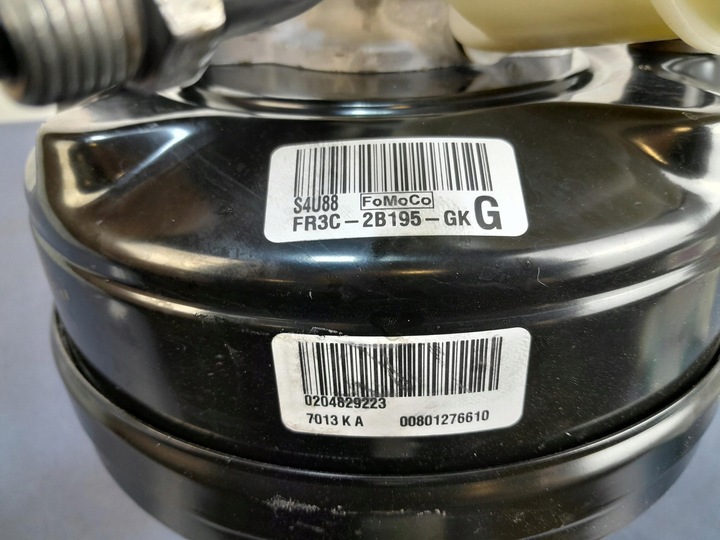 S4U88 FoMoCo
FR3C-2B195-GK G
0204829223
7013 K A 00801276610